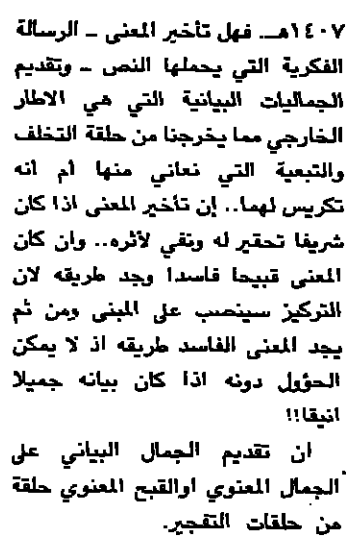 ١٤٠٧هـ. فهل تأخير المعنى ــ الرسالة
الفكرية التي يحملها النص ــ وتقديم
الجماليات البيانية التي هي الاطار
الخارجي مما يخرجنا من حلقة التخلف
والتبعية التي نعاني منها أم انه
تكريس لهما.. إن تأخير المعنى اذا كان
شريفا تحقير له ونفي لأثره.. وان كان
المعنى قبيحا فاسدا وجد طريقه لان
التركيز سينصب على المبنى ومن ثم
يجد المعنى الفاسد طريقه اذ لا يمكن
الحؤول دونه اذا كان بيانه جميلا
انيقا!!
ان تقديم الجمال البياني على
الجمال المعنوي اوالقبح المعنوي حلقة
من حلقات التفجير.